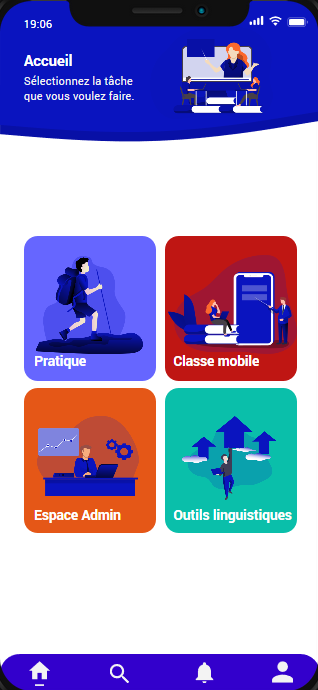 19:06
Accueil
Sélectionnez la tâche
que vous voulez faire.
Pratique
Classe mobile
Espace Admin
Outils linguistiques